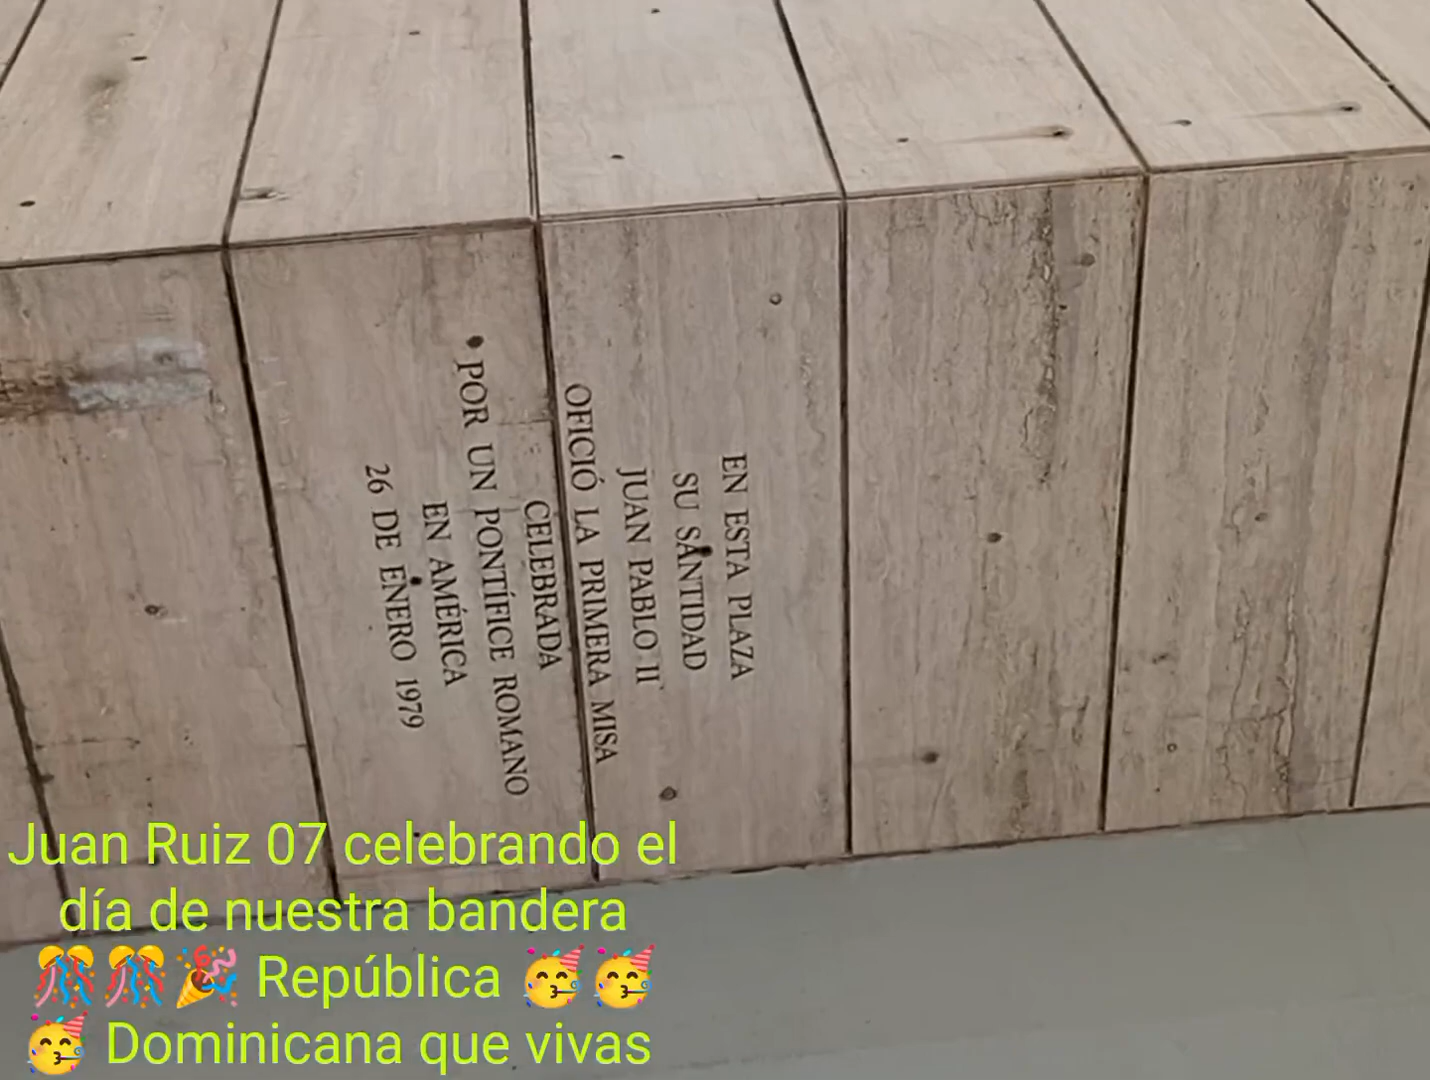 EN ESTA PLAZA
SU SANTIDAD
JUAN PABLO II
OFICIÓ LA PRIMERA MISA
CELEBRADA
POR UN PONTÍFICE ROMANO
EN AMÉRICA
26 DE ENERO 1979
Juan Ruiz 07 celebrando el
día de nuestra bandera
🎊🎊🎉 República 🥳🥳
🥳 Dominicana que vivas